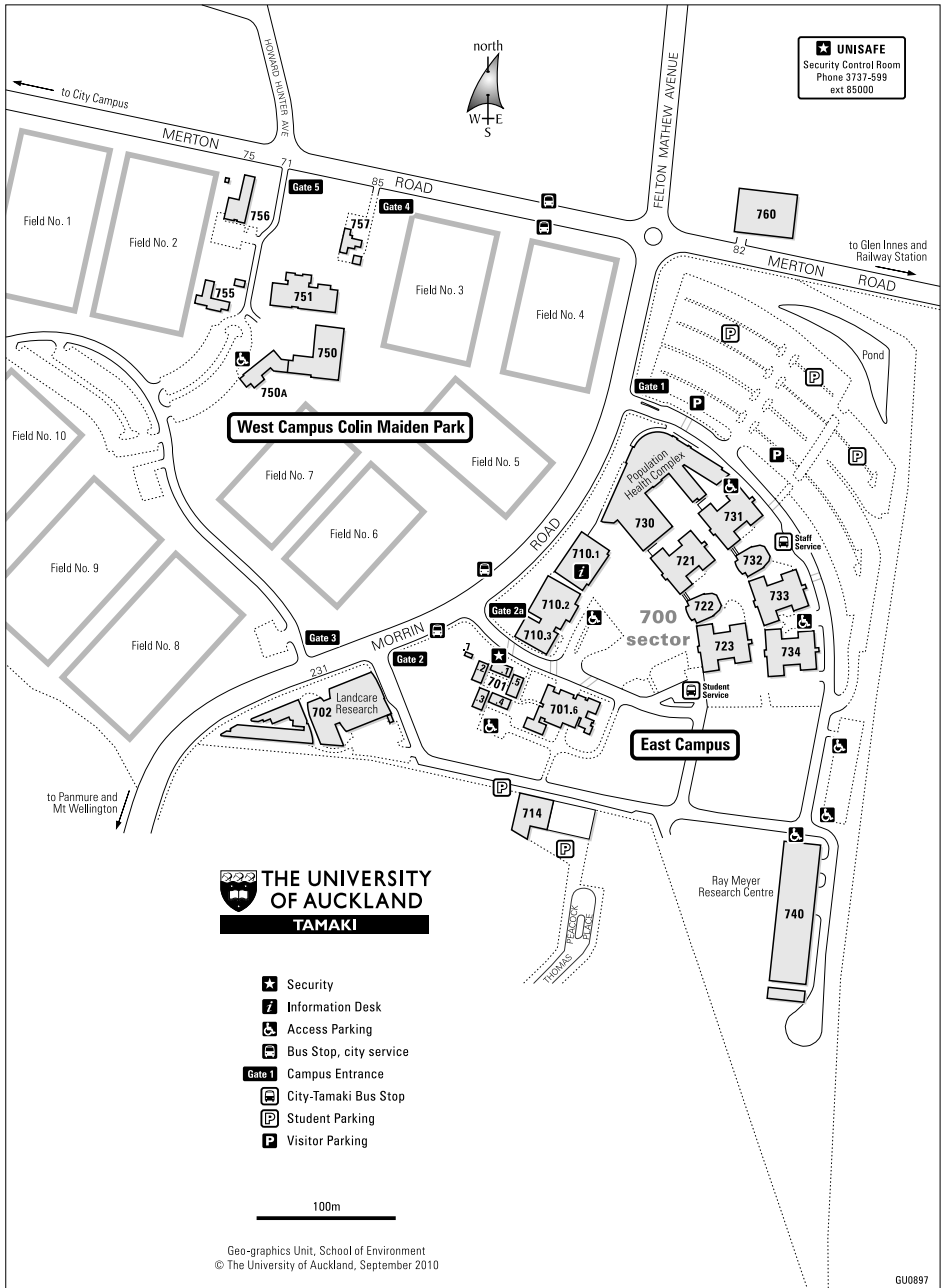 north
W E
S
UNISAFE
Security Control Room
Phone 3737-599
ext 85000
HOWARD HUNTER AVE
FELTON MATHEW AVENUE
to City Campus
MERTON
75
71
85
ROAD
Gate 5
Gate 4
Field No. 1
Field No. 2
756
757
760
82
to Glen Innes and
Railway Station
MERTON
ROAD
755
751
Field No. 3
Field No. 4
P
Pond
750
750A
P
Gate 1
P
West Campus Colin Maiden Park
Field No. 10
Field No. 7
Field No. 5
Population
Health Complex
P
P
Field No. 6
730
731
Staff
Service
ROAD
710.1
i
721
732
Field No. 9
Gate 2a
710.2
722
733
Field No. 8
Gate 3
MORRIN
710.3
700
sector
723
734
231
Gate 2
.7
.2
.1
701
.5
.3
.4
701.6
Student
Service
702
Landcare
Research
East Campus
to Panmure and
Mt Wellington
P
714
P
THE UNIVERSITY
OF AUCKLAND
TAMAKI
Ray Meyer
Research Centre
740
THOMAS
PEACOCK
PLACE
Security
i Information Desk
Access Parking
Bus Stop, city service
Gate 1 Campus Entrance
City-Tamaki Bus Stop
P Student Parking
P Visitor Parking
100m
Geo-graphics Unit, School of Environment
© The University of Auckland, September 2010
GU0897